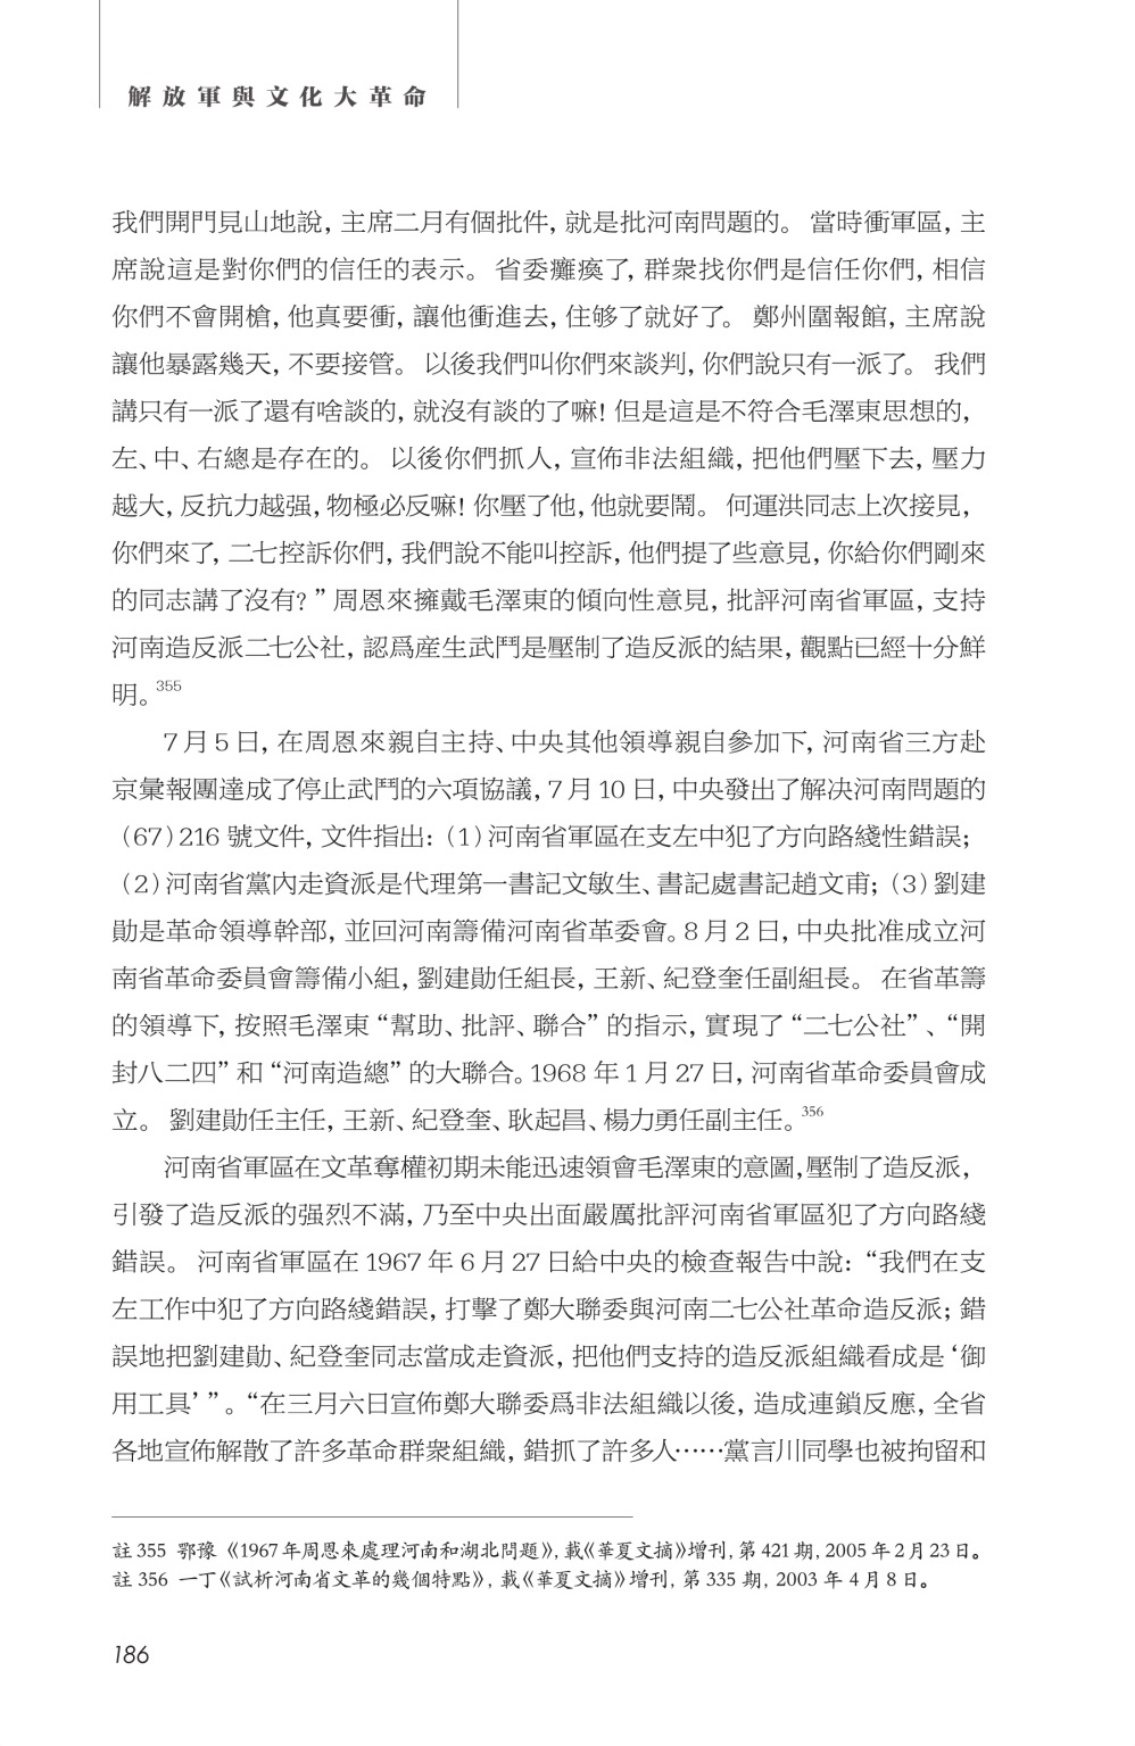 解放軍與文化大革命
我們開門見山地說，主席二月有個批件，就是批河南問題的。當時衝軍區，主
席說這是對你們的信任的表示。省委癱瘓了，群衆找你們是信任你們，相信
你們不會開槍，他真要衝，讓他衝進去，住够了就好了。鄭州圍報館，主席說
讓他暴露幾天，不要接管。以後我們叫你們來談判，你們說只有一派了。我們
講只有一派了還有啥談的，就沒有談的了嘛！但是這是不符合毛澤東思想的，
左、中、右總是存在的。以後你們抓人，宣佈非法組織，把他們壓下去，壓力
越大，反抗力越强，物極必反嘛！你壓了他，他就要鬧。何運洪同志上次接見，
你們來了，二七控訴你們，我們說不能叫控訴，他們提了些意見，你給你們剛來
的同志講了沒有？”周恩來擁戴毛澤東的傾向性意見，批評河南省軍區，支持
河南造反派二七公社，認爲産生武鬥是壓制了造反派的結果，觀點已經十分鮮
明。355
7月5日，在周恩來親自主持、中央其他領導親自參加下，河南省三方赴
京彙報團達成了停止武鬥的六項協議，7月10日，中央發出了解决河南問題的
（67）216號文件，文件指出：（1）河南省軍區在支左中犯了方向路綫性錯誤；
（2）河南省黨內走資派是代理第一書記文敏生、書記處書記趙文甫；（3）劉建
勛是革命領導幹部，並回河南籌備河南省革委會。8月2日，中央批准成立河
南省革命委員會籌備小組，劉建勛任組長，王新、紀登奎任副組長。在省革籌
的領導下，按照毛澤東“幫助、批評、聯合”的指示，實現了“二七公社”、“開
封八二四”和“河南造總”的大聯合。1968年1月27日，河南省革命委員會成
立。劉建勛任主任，王新、紀登奎、耿起昌、楊力勇任副主任。356
河南省軍區在文革奪權初期未能迅速領會毛澤東的意圖，壓制了造反派，
引發了造反派的强烈不滿，乃至中央出面嚴厲批評河南省軍區犯了方向路綫
錯誤。河南省軍區在1967年6月27日給中央的檢查報告中說：“我們在支
左工作中犯了方向路綫錯誤，打擊了鄭大聯委與河南二七公社革命造反派；錯
誤地把劉建勛、紀登奎同志當成走資派，把他們支持的造反派組織看成是‘御
用工具’”。“在三月六日宣佈鄭大聯委爲非法組織以後，造成連鎖反應，全省
各地宣佈解散了許多革命群衆組織，錯抓了許多人……黨言川同學也被拘留和
註355 鄂豫《1967年周恩來處理河南和湖北問題》，載《華夏文摘》增刊，第421期，2005年2月23日。
註356 一丁《試析河南省文革的幾個特點》，載《華夏文摘》增刊，第335期，2003年4月8日。
186